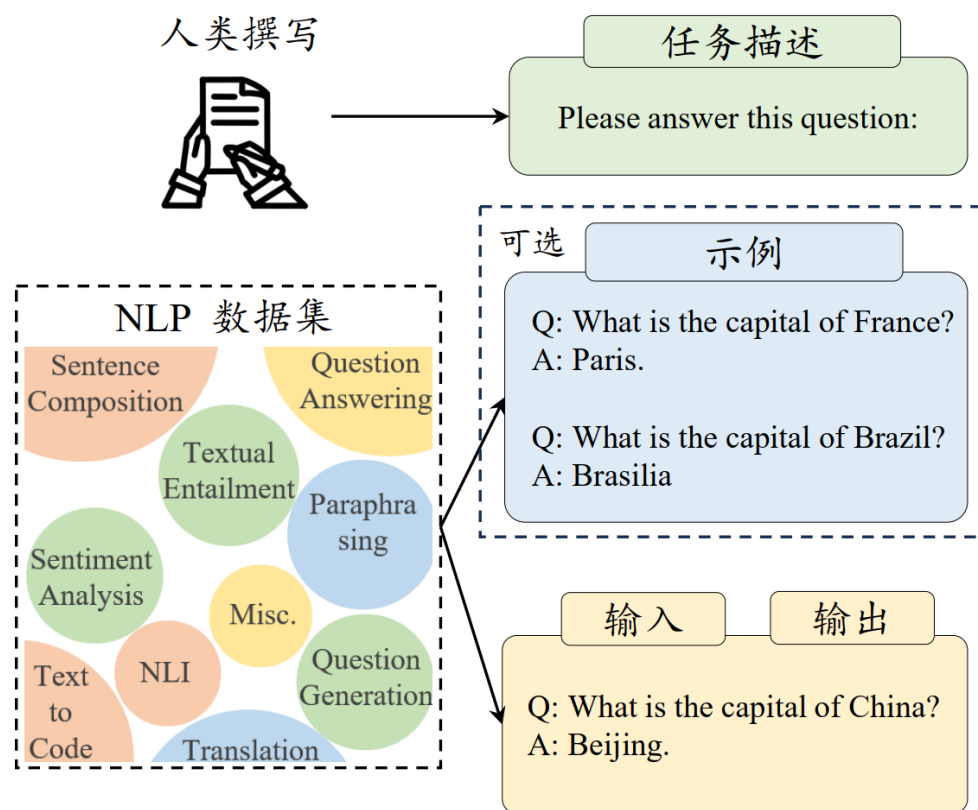 人类撰写
任务描述
Please answer this question:
可选
示例
Q: What is the capital of France?
A: Paris.
Q: What is the capital of Brazil?
A: Brasilia
NLP 数据集
Sentence
Composition
Question
Answering
Textual
Entailment
Paraphra
sing
Sentiment
Analysis
Misc.
NLI
Question
Generation
Text
to
Code
Translation
输入
输出
Q: What is the capital of China?
A: Beijing.